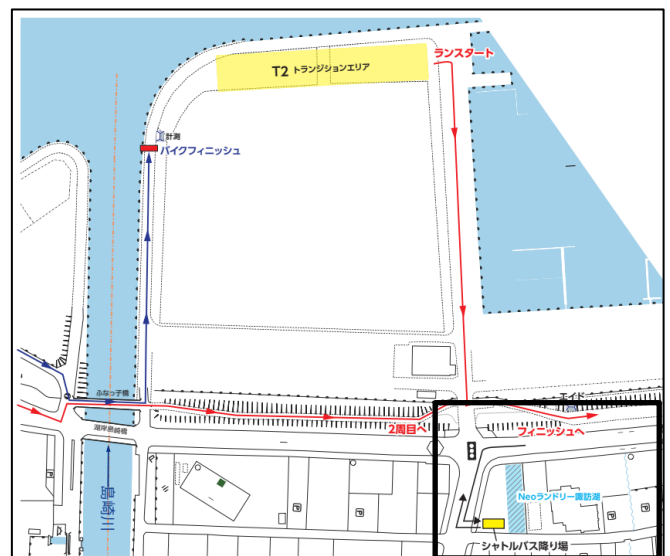 ランスタート
T2 トランジションエリア
計測
バイクフィニッシュ
ふなっ子橋
湖岸島崎橋
島崎川
エイド
2周目へ
フィニッシュへ
Neoランドリー諏訪湖
P
P
P
P
シャトルバス降り場